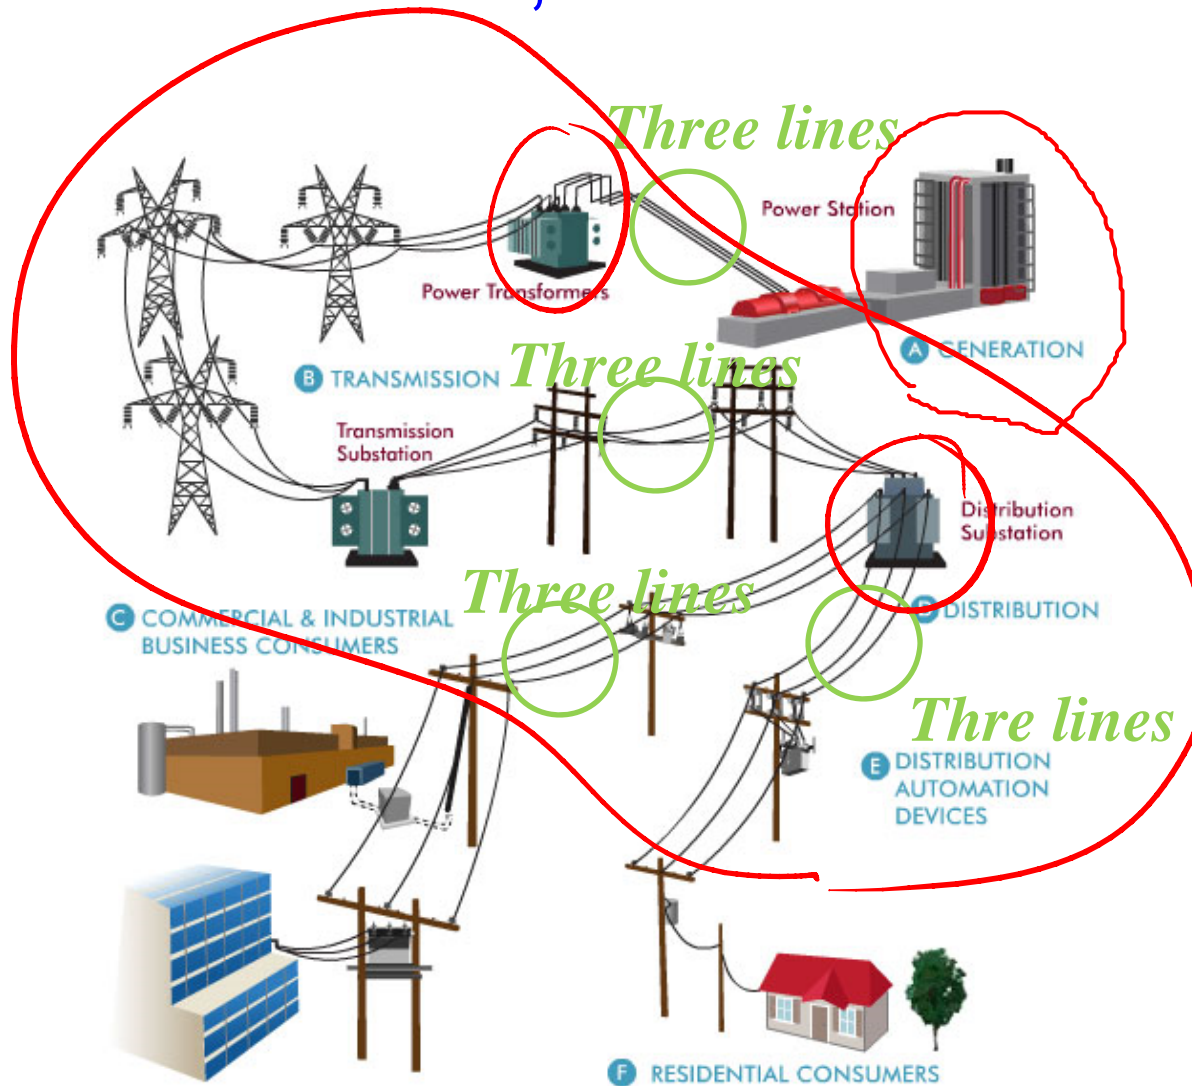 Three lines
Power Station
Power Transformers
A GENERATION
B TRANSMISSION
Three lines
Transmission
Substation
Distribution
Substation
Three lines
C COMMERCIAL & INDUSTRIAL
BUSINESS CONSUMERS
DISTRIBUTION
Thre lines
E DISTRIBUTION
AUTOMATION
DEVICES
F RESIDENTIAL CONSUMERS